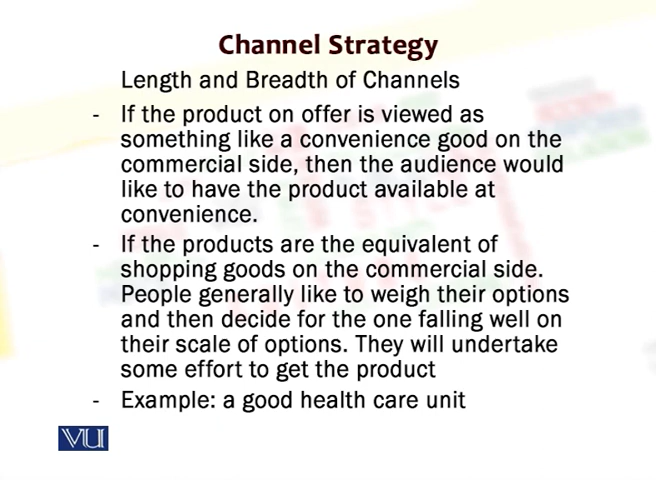 Channel Strategy
Length and Breadth of Channels
- If the product on offer is viewed as
something like a convenience good on the
commercial side, then the audience would
like to have the product available at
convenience.
- If the products are the equivalent of
shopping goods on the commercial side.
People generally like to weigh their options
and then decide for the one falling well on
their scale of options. They will undertake
some effort to get the product
- Example: a good health care unit
VU